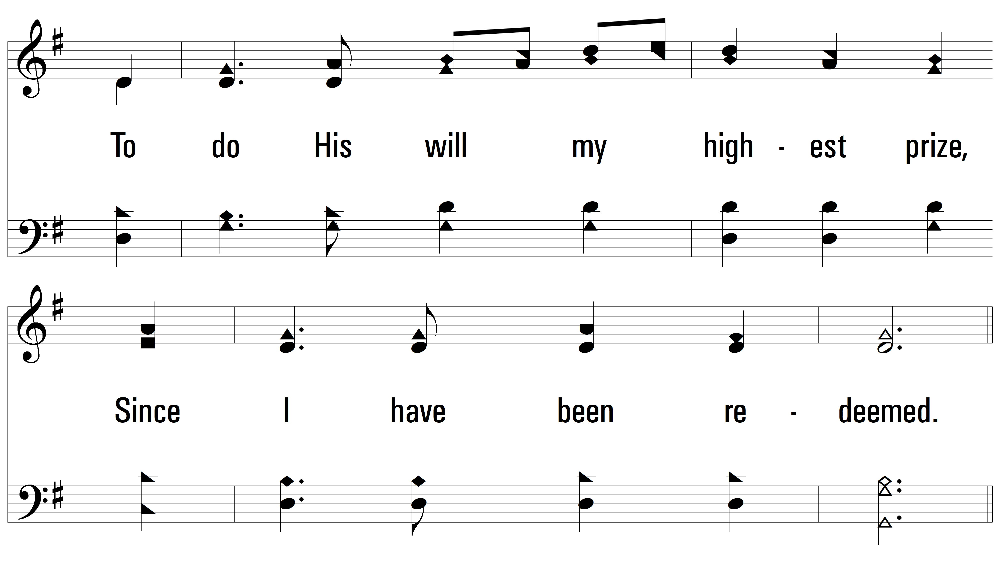 To do His will my high - est prize,
Since I have been re - deemed.